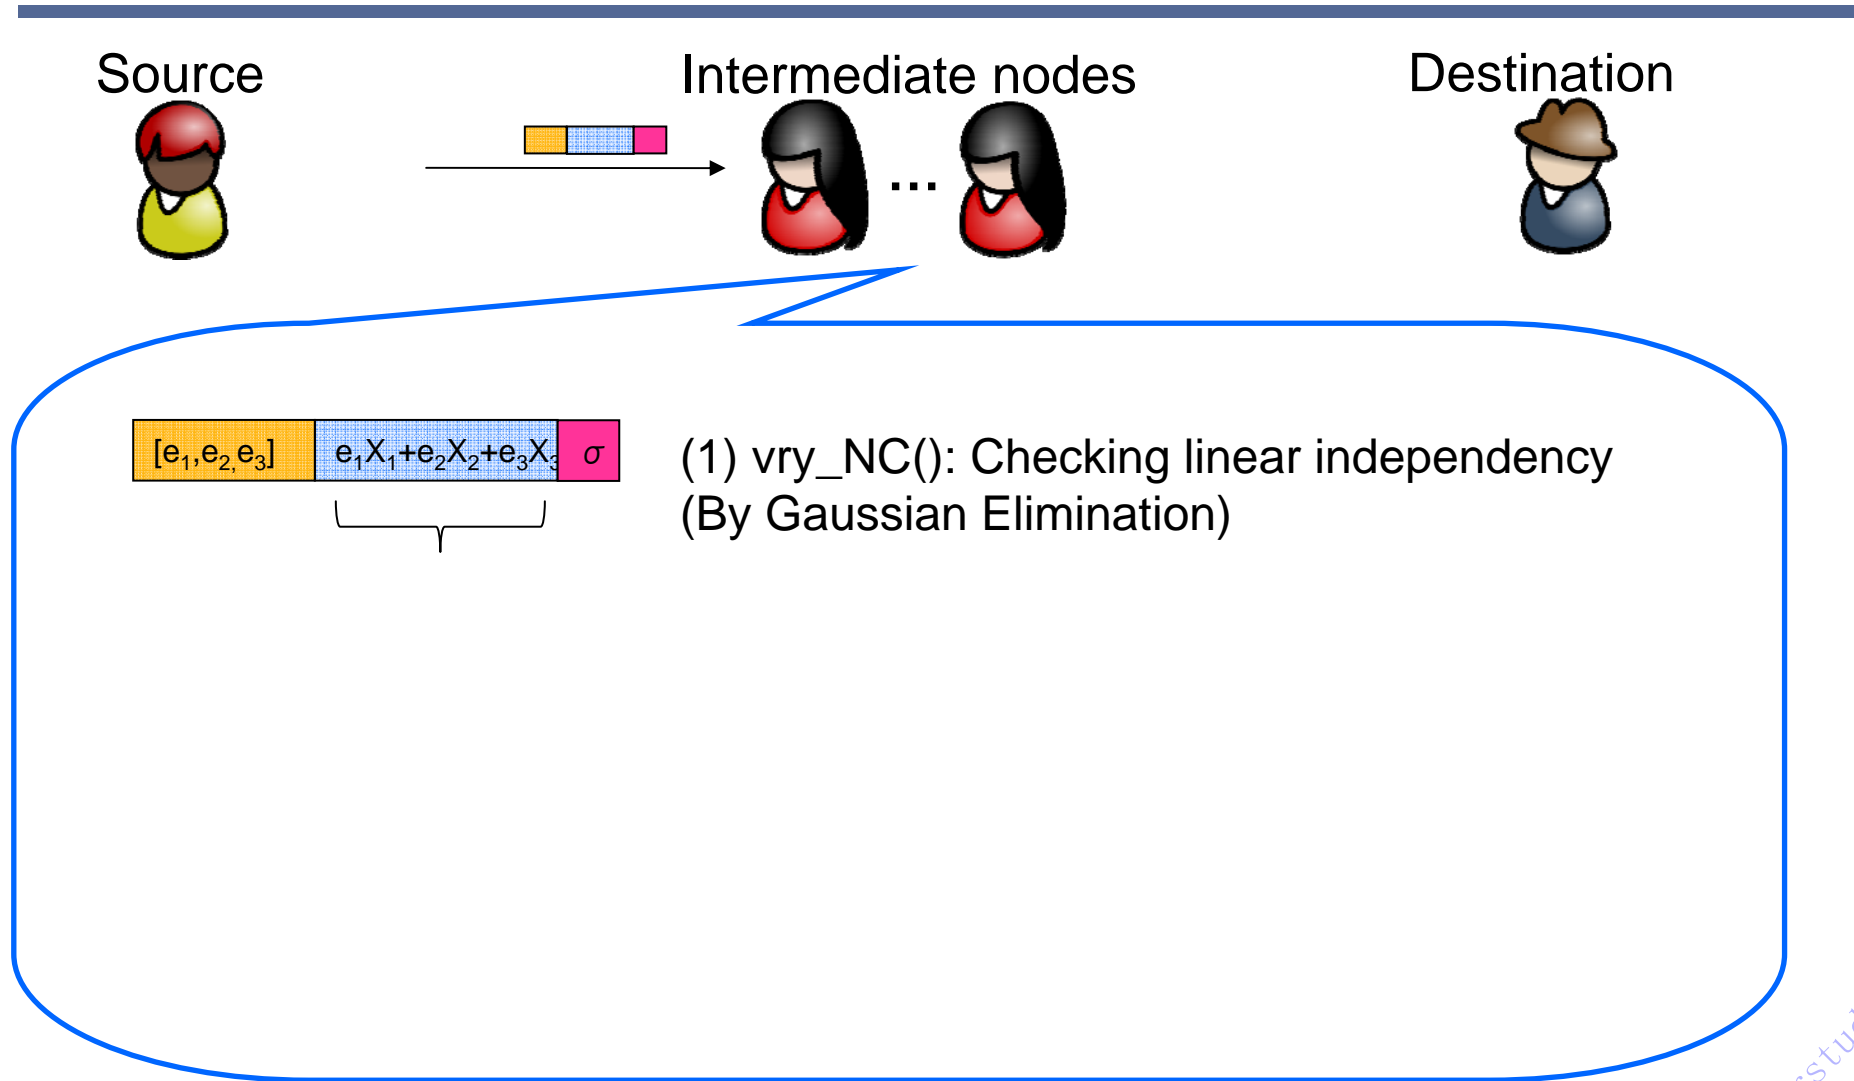 Source
Intermediate nodes
Destination
...
[e₁,e₂,e₃]
e₁X₁+e₂X₂+e₃X₃
σ
(1) vry_NC(): Checking linear independency
(By Gaussian Elimination)